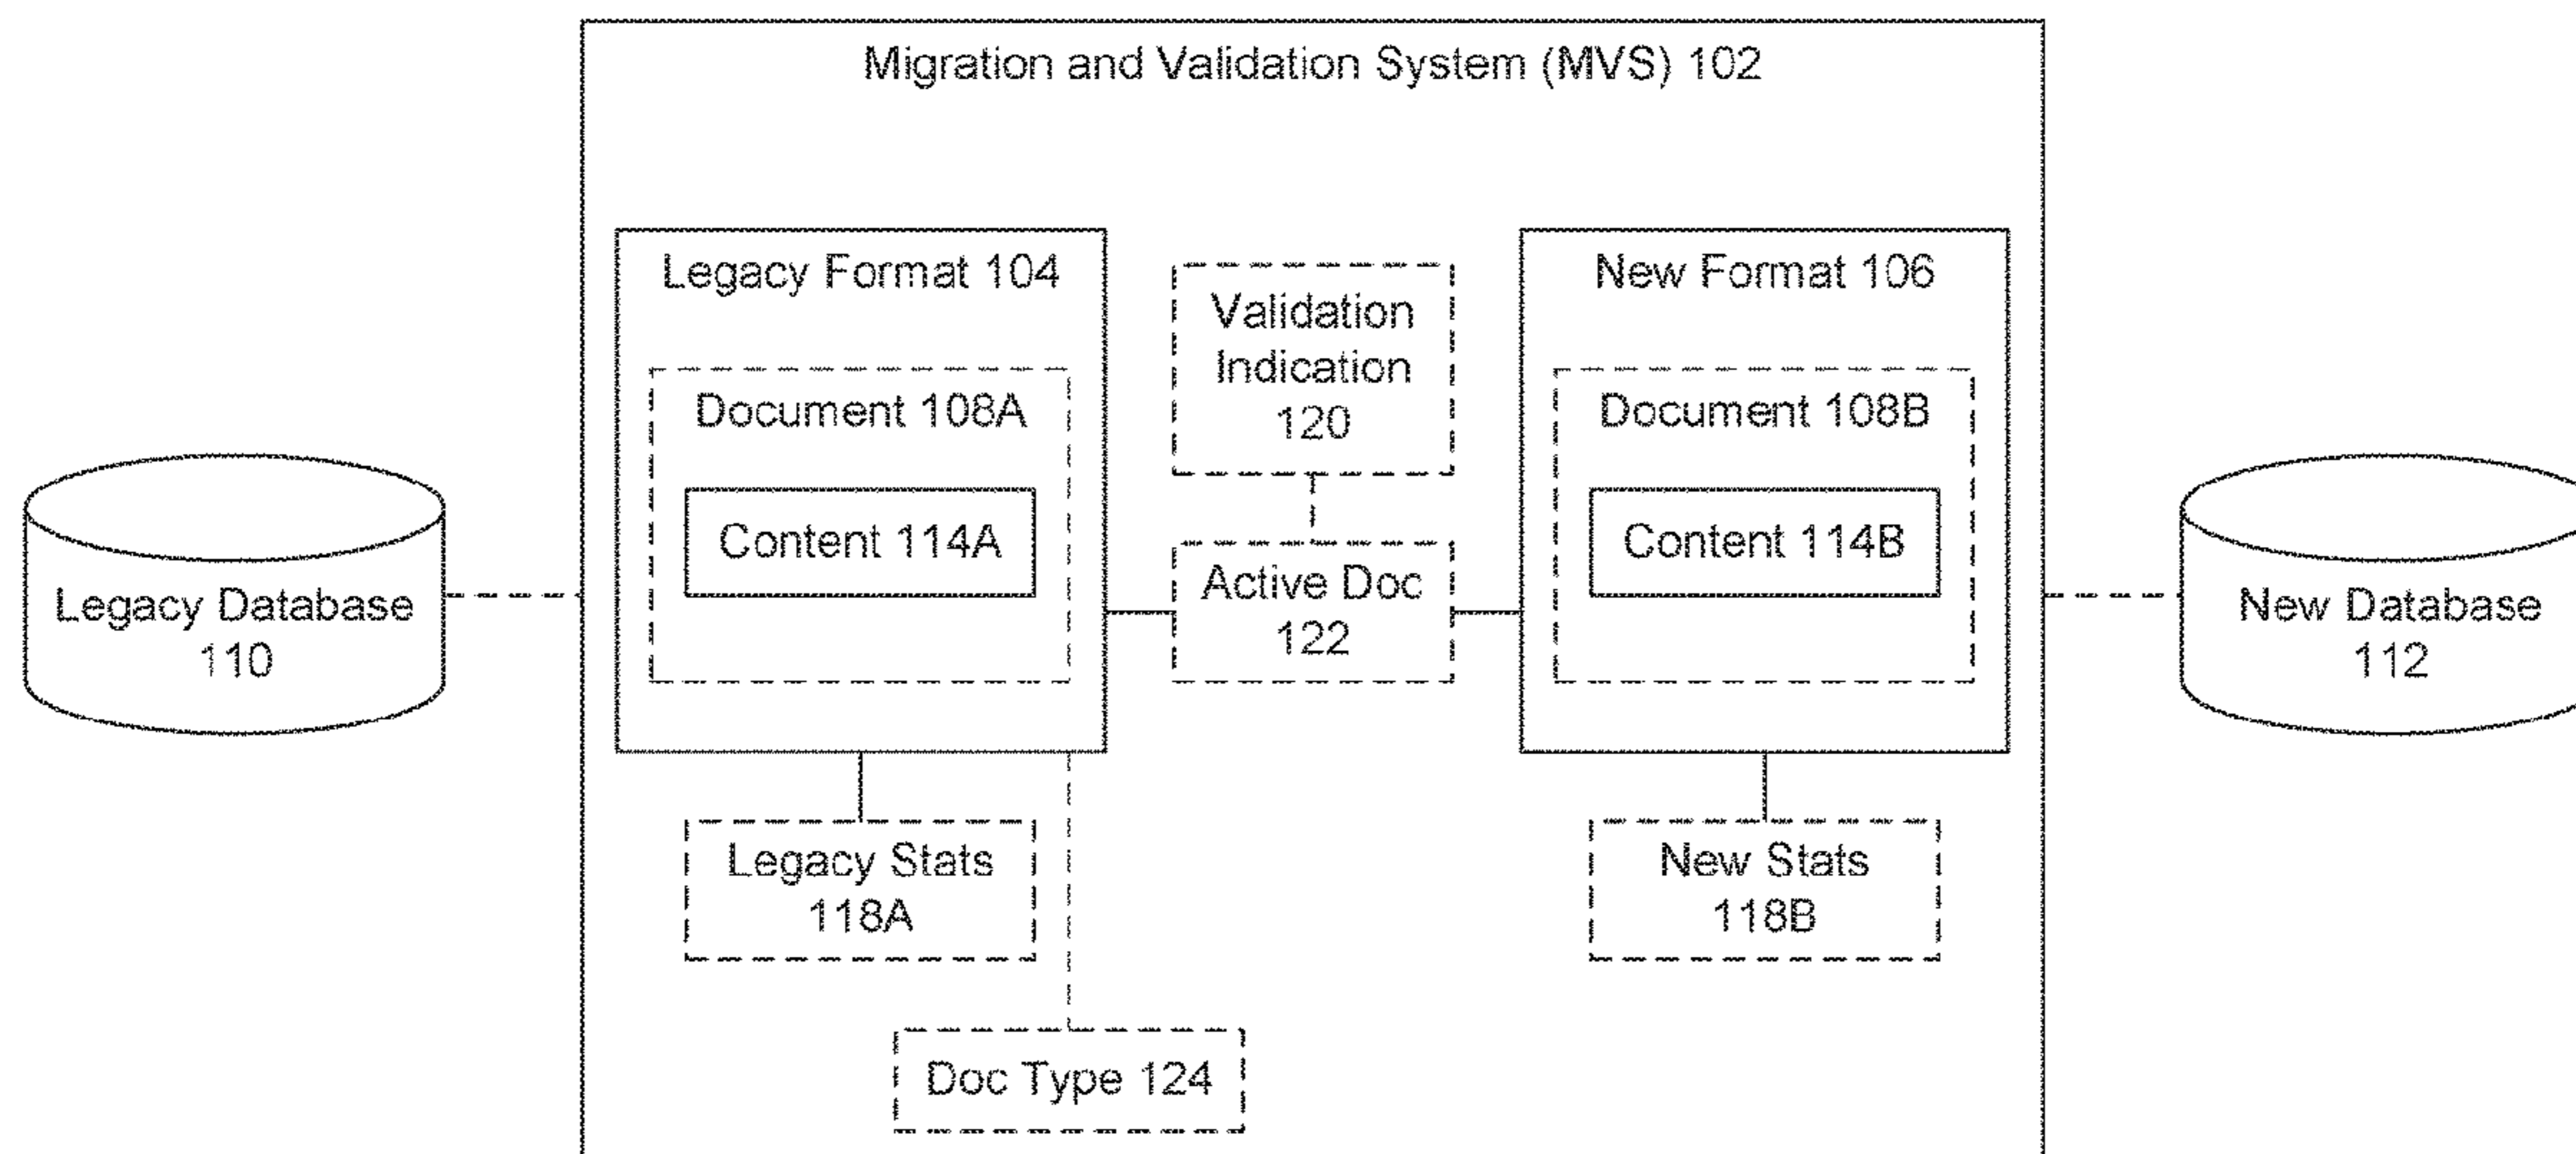 Migration and Validation System (MVS) 102
Legacy Format 104
Document 108A
Content 114A
Validation
Indication
120
Active Doc
122
New Format 106
Document 108B
Content 114B
Legacy Database
110
New Database
112
Legacy Stats
118A
New Stats
118B
Doc Type 124